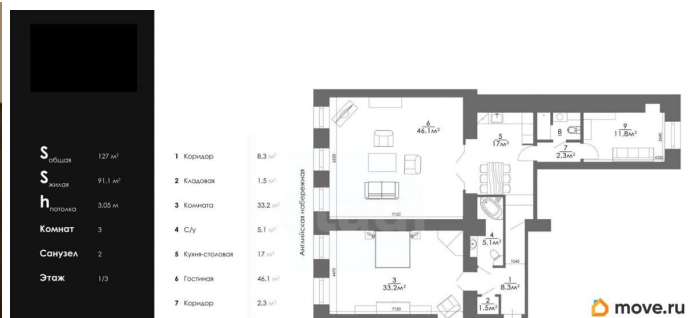 S общая 127 м²
S жилая 91,1 м²
h потолка 3.05 м
Комнат 3
Санузел 2
Этаж 1/3
1 Коридор 8.3 м²
2 Кладовая 1.5 м²
3 Комната 33,2 м²
4 С/у 5.1 м²
5 Кухня-столовая 17 м²
6 Гостиная 46,1 м²
7 Коридор 2.3 м²
Английская набережная
6
46.1м²
7130
5
17м²
8
7
2.3м²
9
11,8м²
4
5.1м²
3
33.2м²
7130
1
8.3м²
2
1.5м²
move.ru